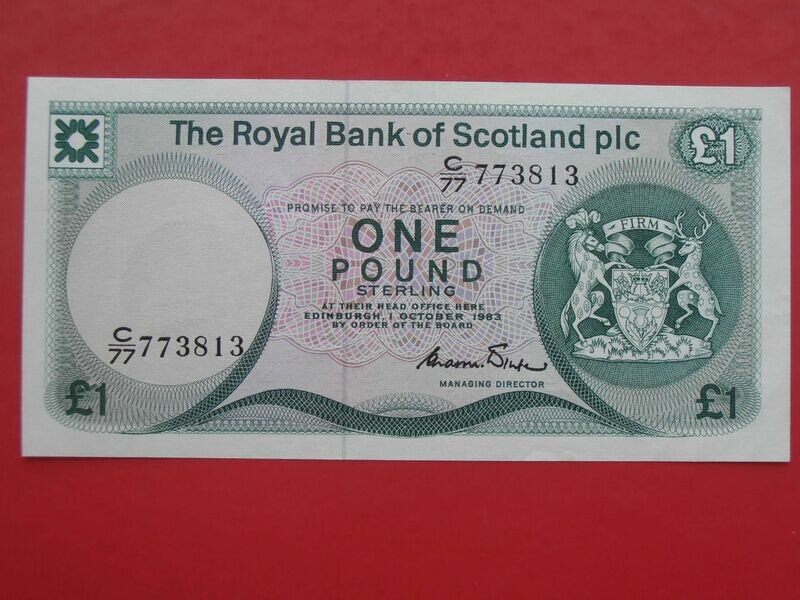 The Royal Bank of Scotland plc
£1
C/77 773813
PROMISE TO PAY THE BEARER ON DEMAND
FIRM
ONE
POUND
STERLING
AT THEIR HEAD OFFICE HERE
EDINBURGH, 1 OCTOBER 1983
BY ORDER OF THE BOARD
C/77 773813
MANAGING DIRECTOR
£1
£1